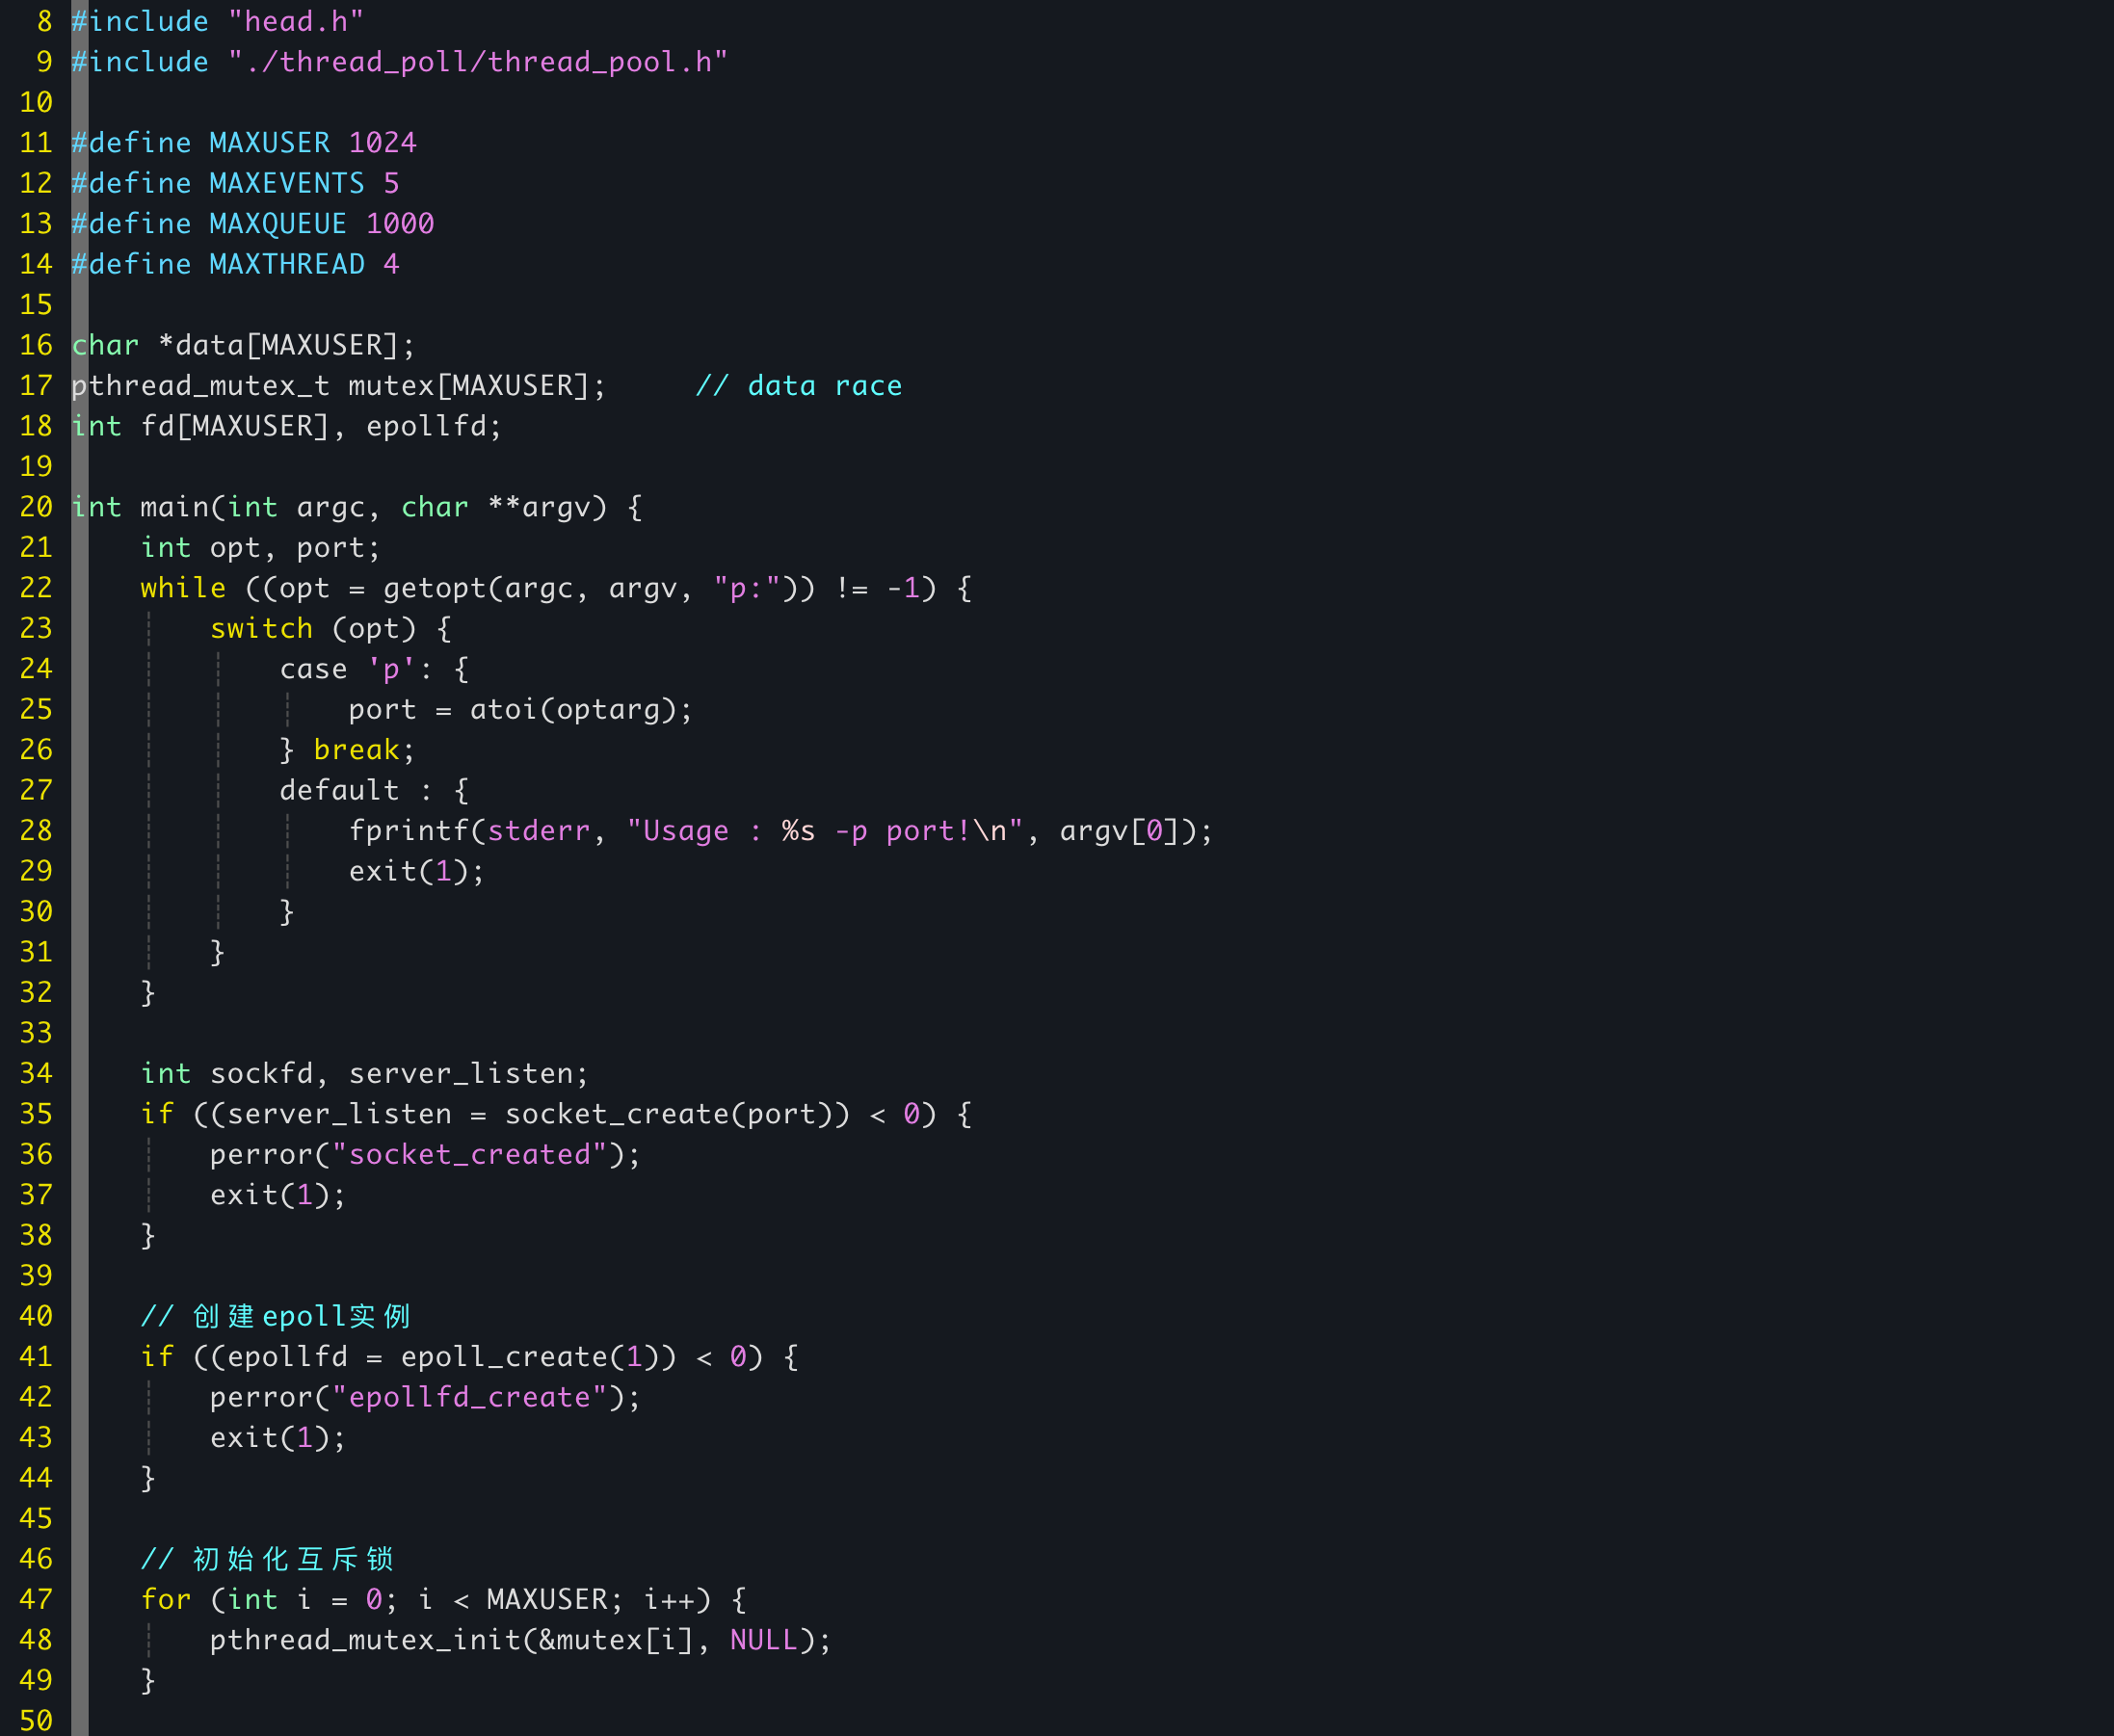 8 #include "head.h"
9 #include "./thread_poll/thread_pool.h"
10
11 #define MAXUSER 1024
12 #define MAXEVENTS 5
13 #define MAXQUEUE 1000
14 #define MAXTHREAD 4
15
16 char *data[MAXUSER];
17 pthread_mutex_t mutex[MAXUSER];     // data race
18 int fd[MAXUSER], epollfd;
19
20 int main(int argc, char **argv) {
21     int opt, port;
22     while ((opt = getopt(argc, argv, "p:")) != -1) {
23         switch (opt) {
24             case 'p': {
25                 port = atoi(optarg);
26             } break;
27             default : {
28                 fprintf(stderr, "Usage : %s -p port!\n", argv[0]);
29                 exit(1);
30             }
31         }
32     }
33
34     int sockfd, server_listen;
35     if ((server_listen = socket_create(port)) < 0) {
36         perror("socket_created");
37         exit(1);
38     }
39
40     // 创建epoll实例
41     if ((epollfd = epoll_create(1)) < 0) {
42         perror("epollfd_create");
43         exit(1);
44     }
45
46     // 初始化互斥锁
47     for (int i = 0; i < MAXUSER; i++) {
48         pthread_mutex_init(&mutex[i], NULL);
49     }
50